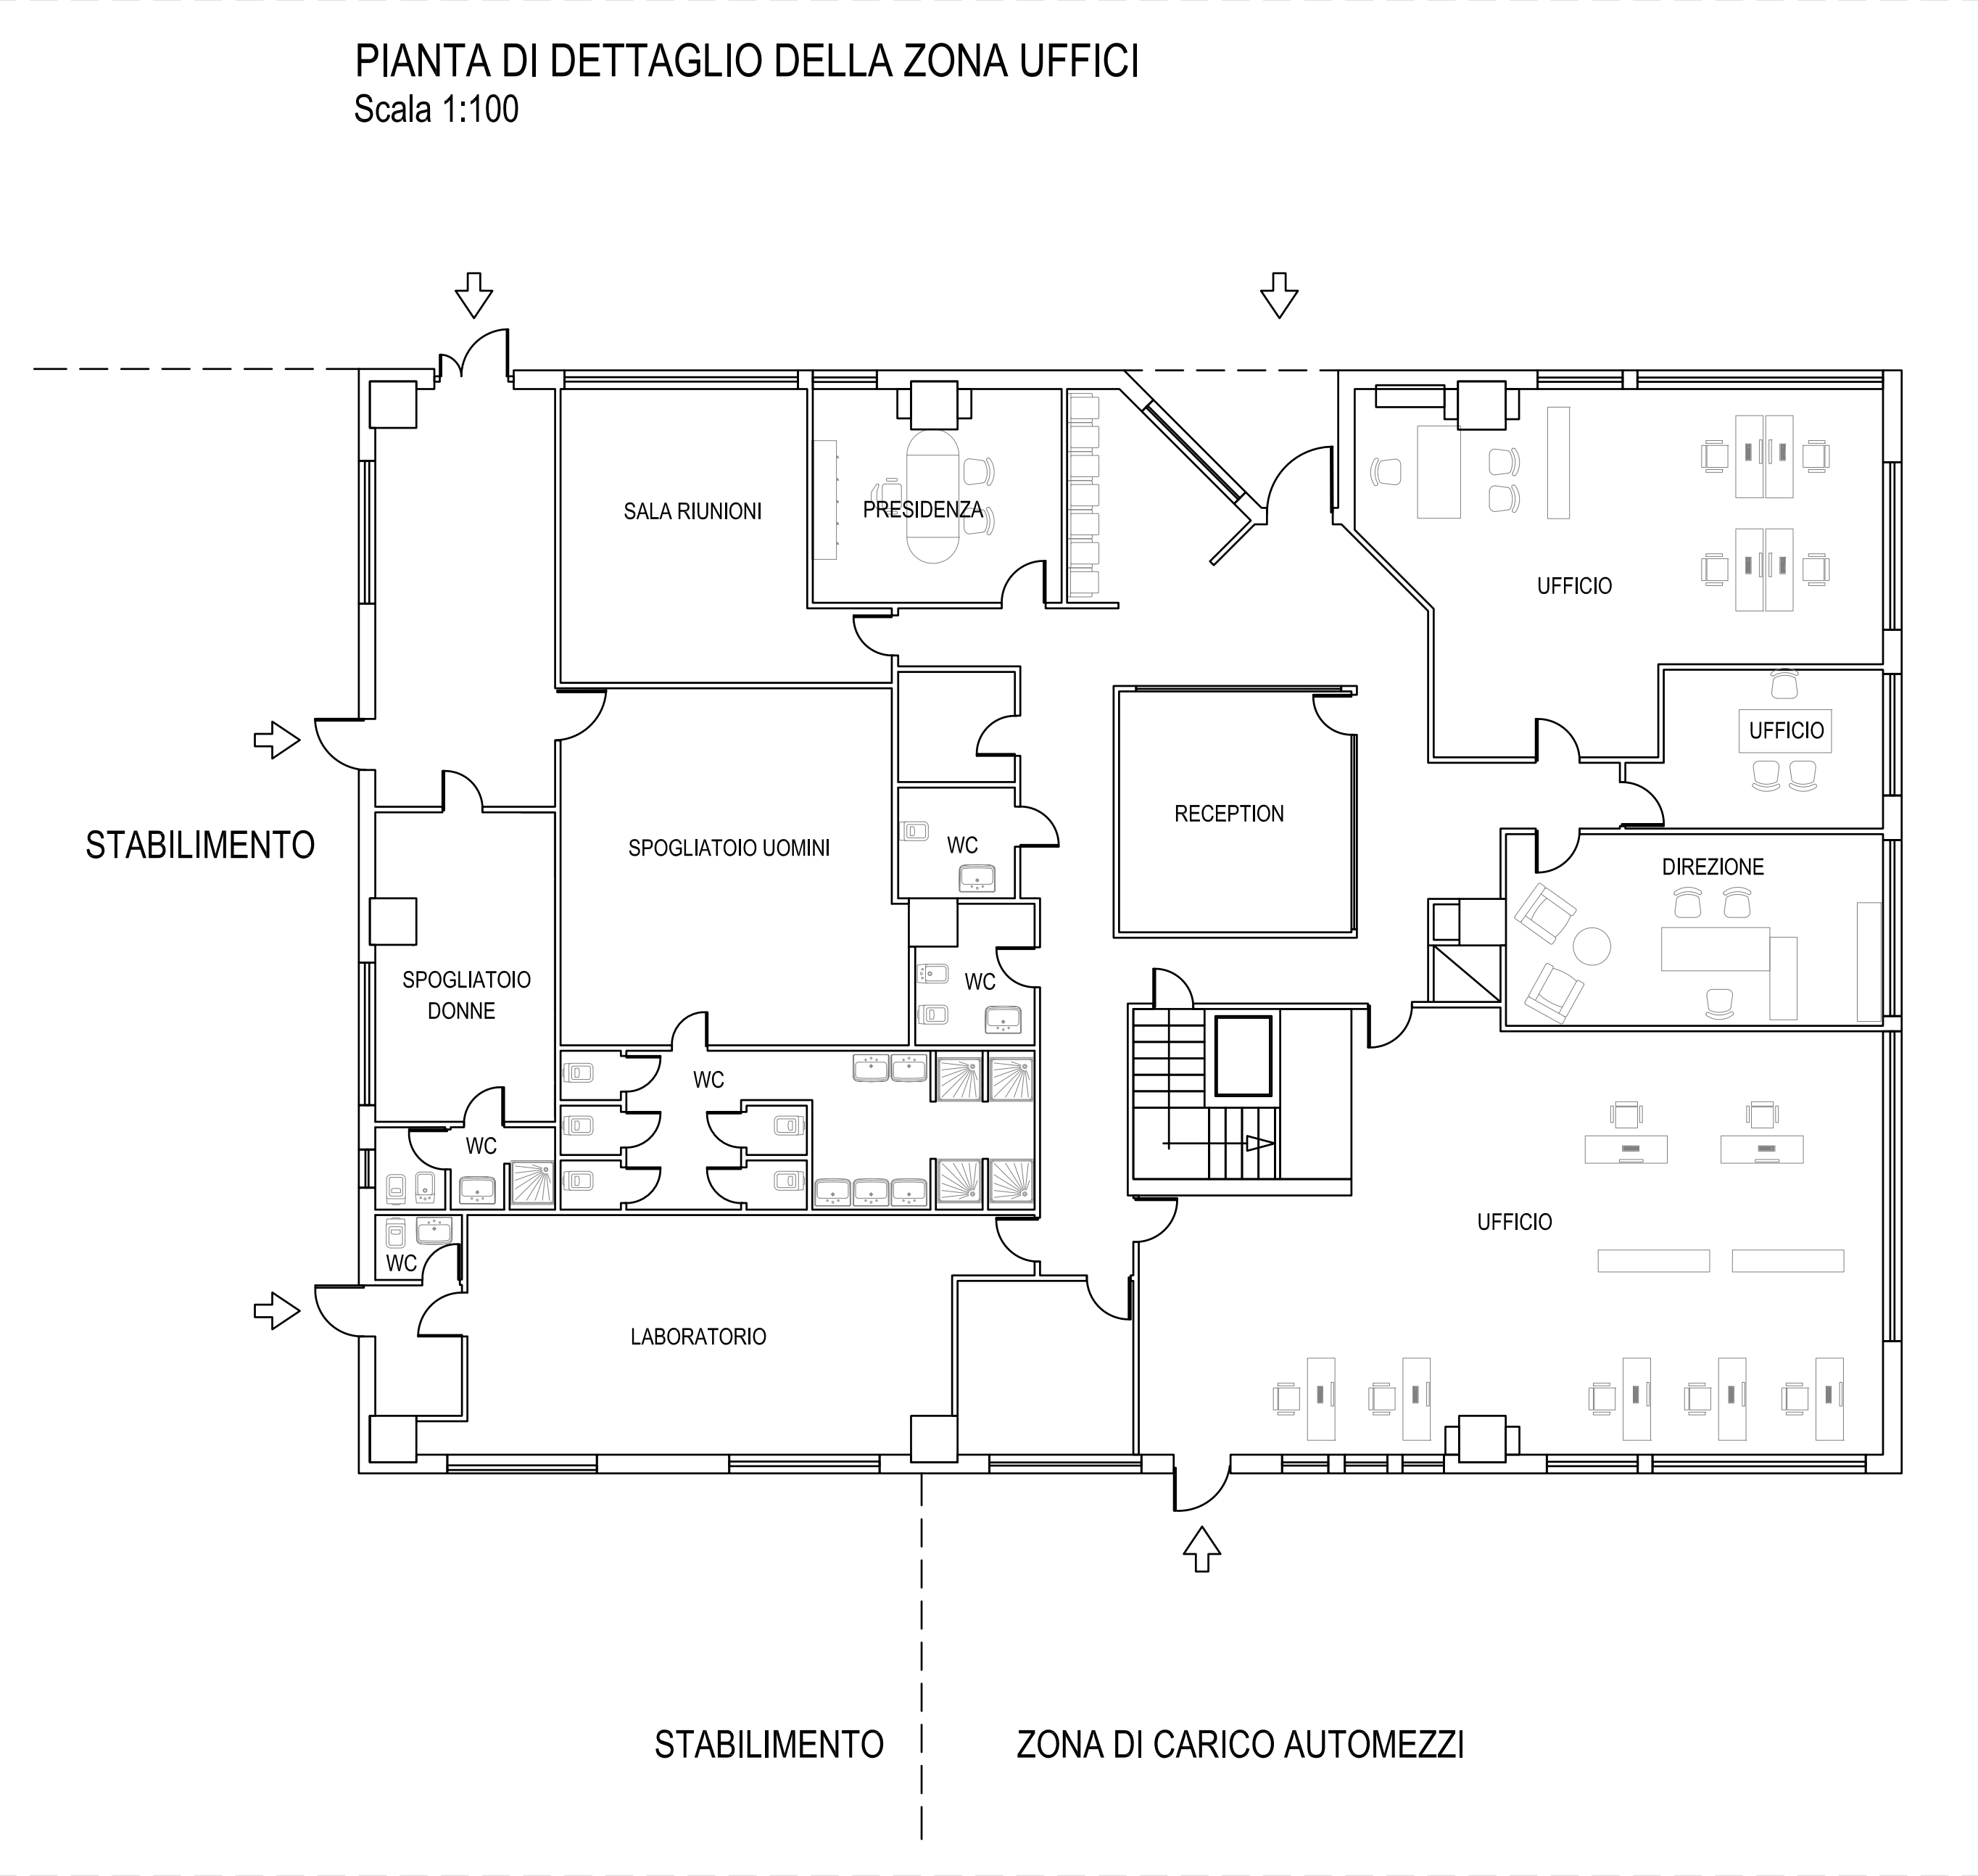 PIANTA DI DETTAGLIO DELLA ZONA UFFICI
Scala 1:100
SALA RIUNIONI
PRESIDENZA
UFFICIO
UFFICIO
RECEPTION
STABILIMENTO
SPOGLIATOIO UOMINI
WC
DIREZIONE
SPOGLIATOIO
DONNE
WC
WC
WC
UFFICIO
WC
LABORATORIO
STABILIMENTO
ZONA DI CARICO AUTOMEZZI